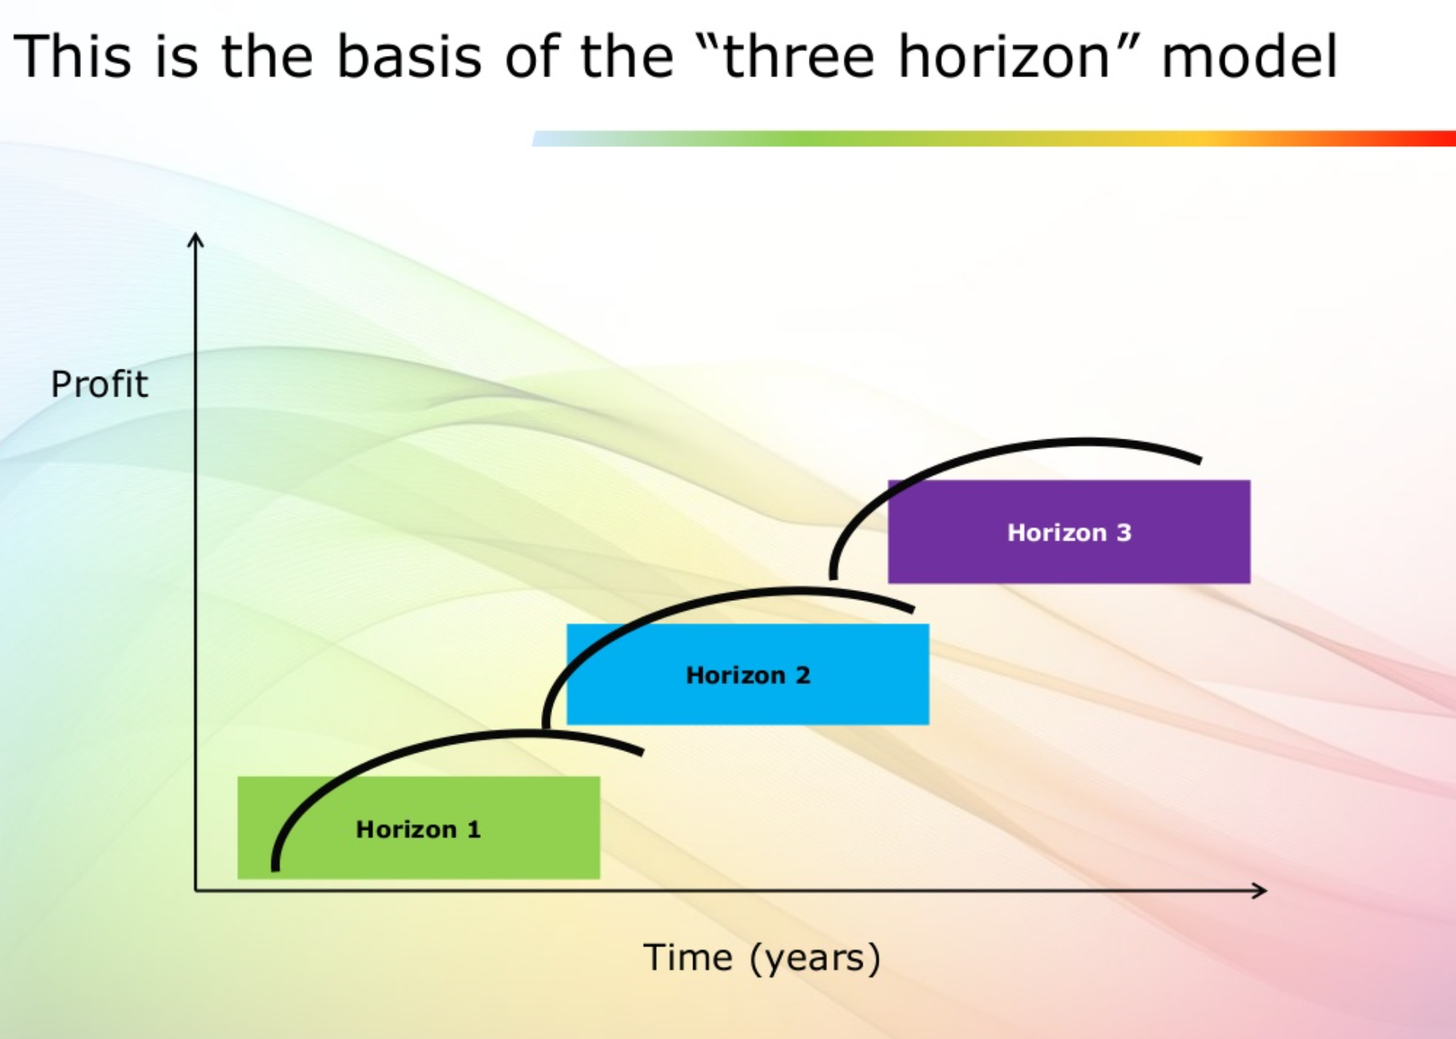 This is the basis of the “three horizon” model
Profit
Horizon 3
Horizon 2
Horizon 1
Time (years)